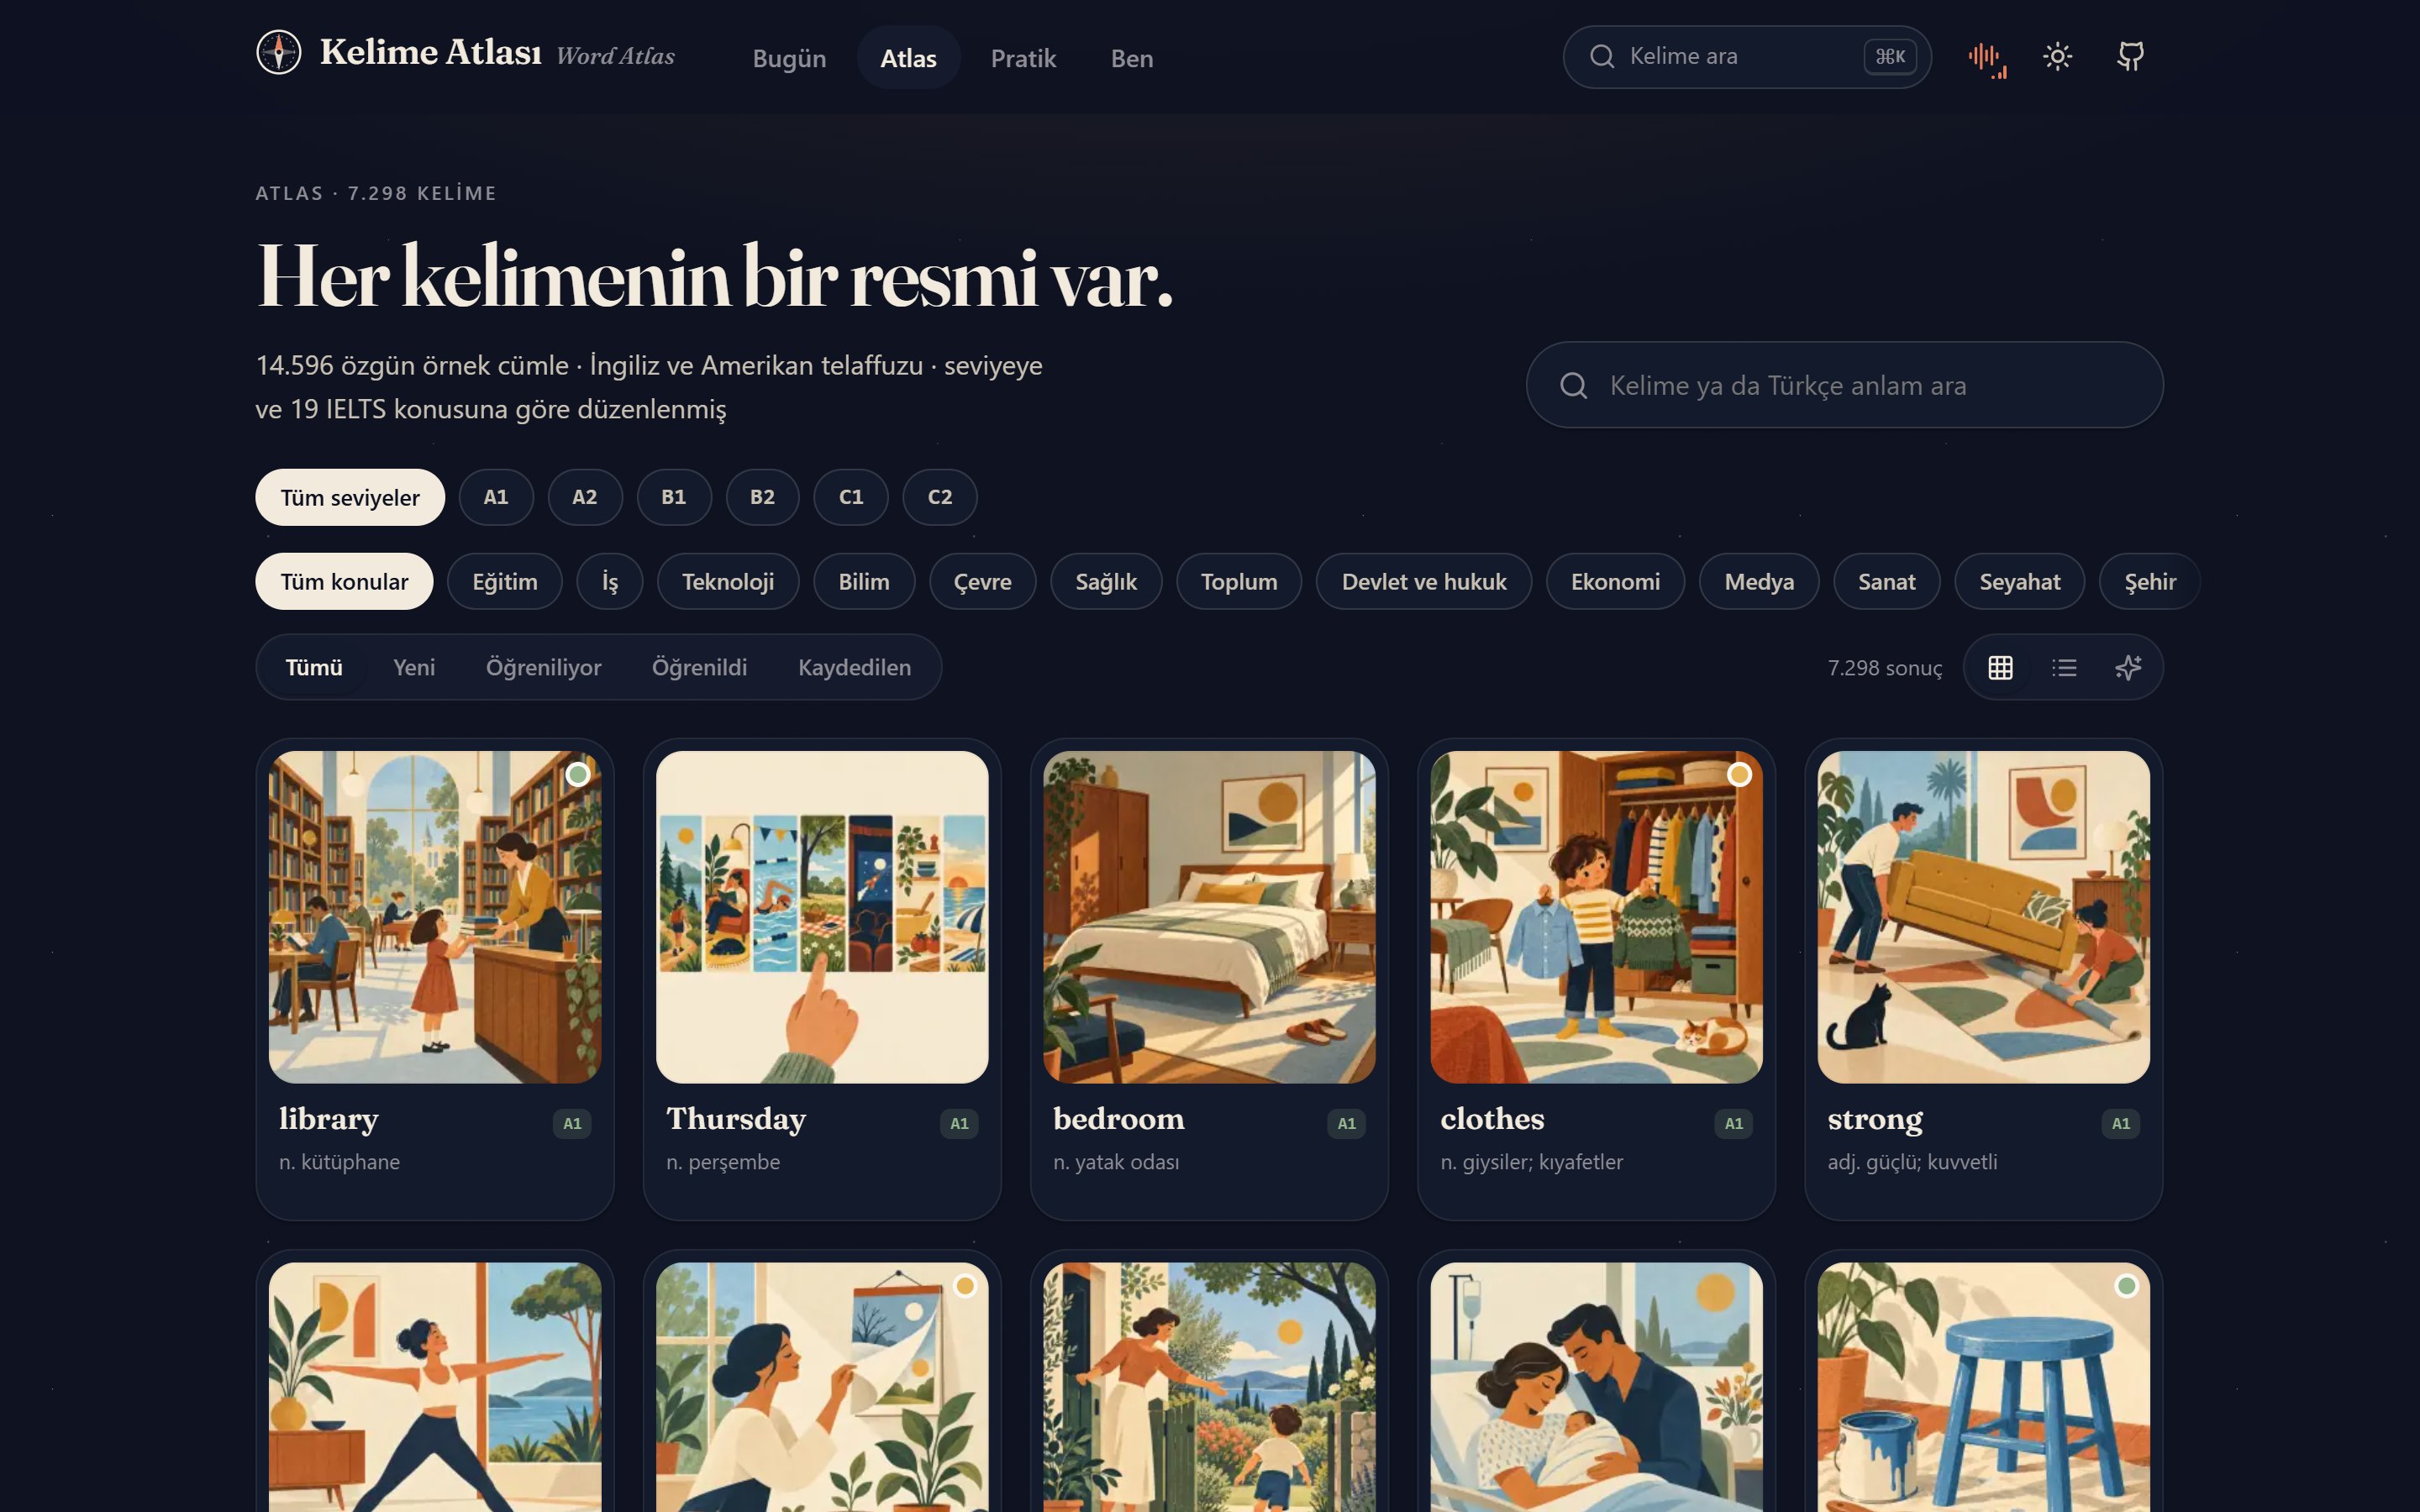 Kelime Atlası Word Atlas Bugün Atlas Pratik Ben Kelime ara ⌘K
ATLAS · 7.298 KELİME
Her kelimenin bir resmi var.
14.596 özgün örnek cümle · İngiliz ve Amerikan telaffuzu · seviyeye
ve 19 IELTS konusuna göre düzenlenmiş
Kelime ya da Türkçe anlam ara
Tüm seviyeler A1 A2 B1 B2 C1 C2
Tüm konular Eğitim İş Teknoloji Bilim Çevre Sağlık Toplum Devlet ve hukuk Ekonomi Medya Sanat Seyahat Şehir
Tümü Yeni Öğreniliyor Öğrenildi Kaydedilen 7.298 sonuç
library A1
n. kütüphane
Thursday A1
n. perşembe
bedroom A1
n. yatak odası
clothes A1
n. giysiler; kıyafetler
strong A1
adj. güçlü; kuvvetli